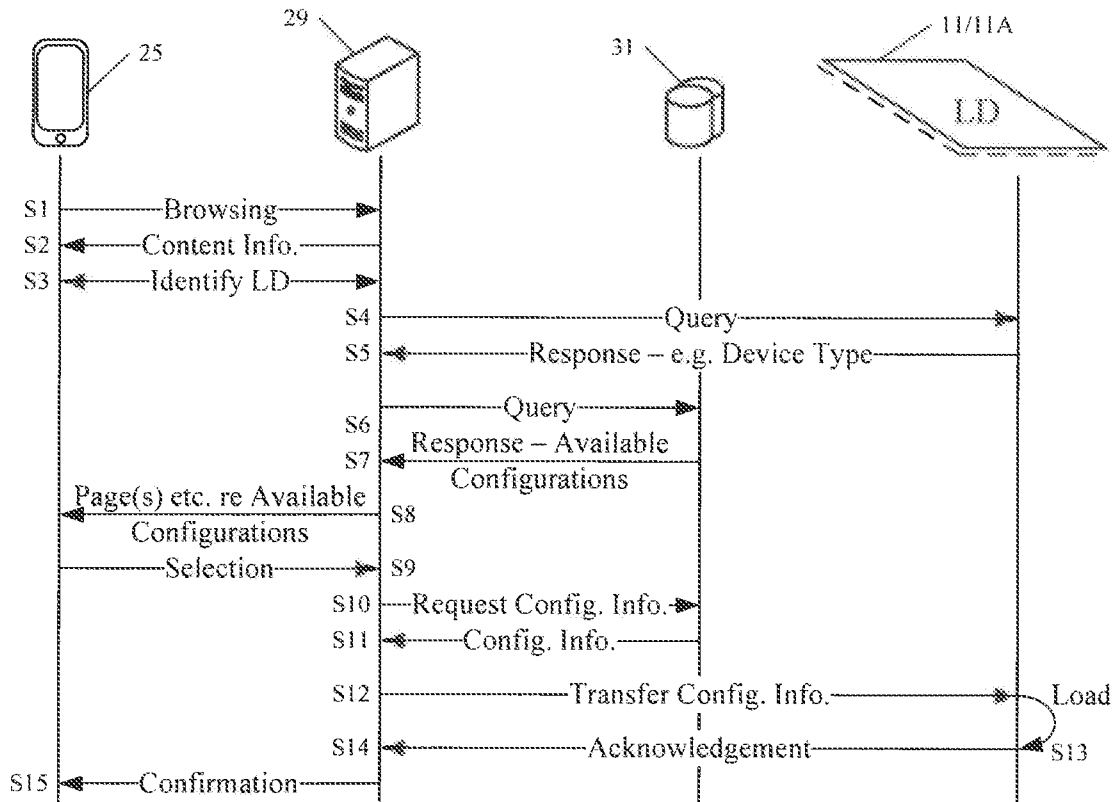 25
29
31
11/11A
LD
S1 Browsing
S2 Content Info.
S3 Identify LD
S4 Query
S5 Response – e.g. Device Type
Query
S6
Response – Available
S7
Configurations
Page(s) etc. re Available
S8
Configurations
Selection S9
S10 Request Config. Info.
S11 Config. Info.
S12 Transfer Config. Info. Load
S14 Acknowledgement S13
S15 Confirmation